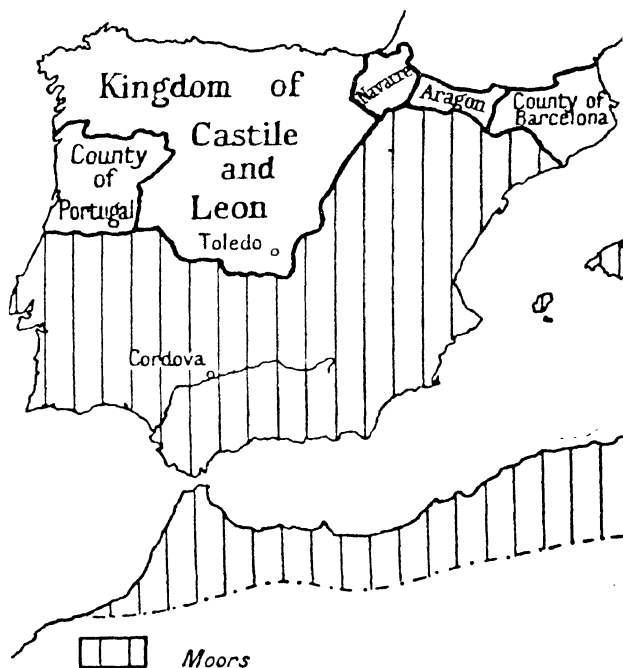 Kingdom of
Castile
and
Leon
Toledo
County
of
Portugal
Navarre
Aragon
County of
Barcelona
Cordova
Moors